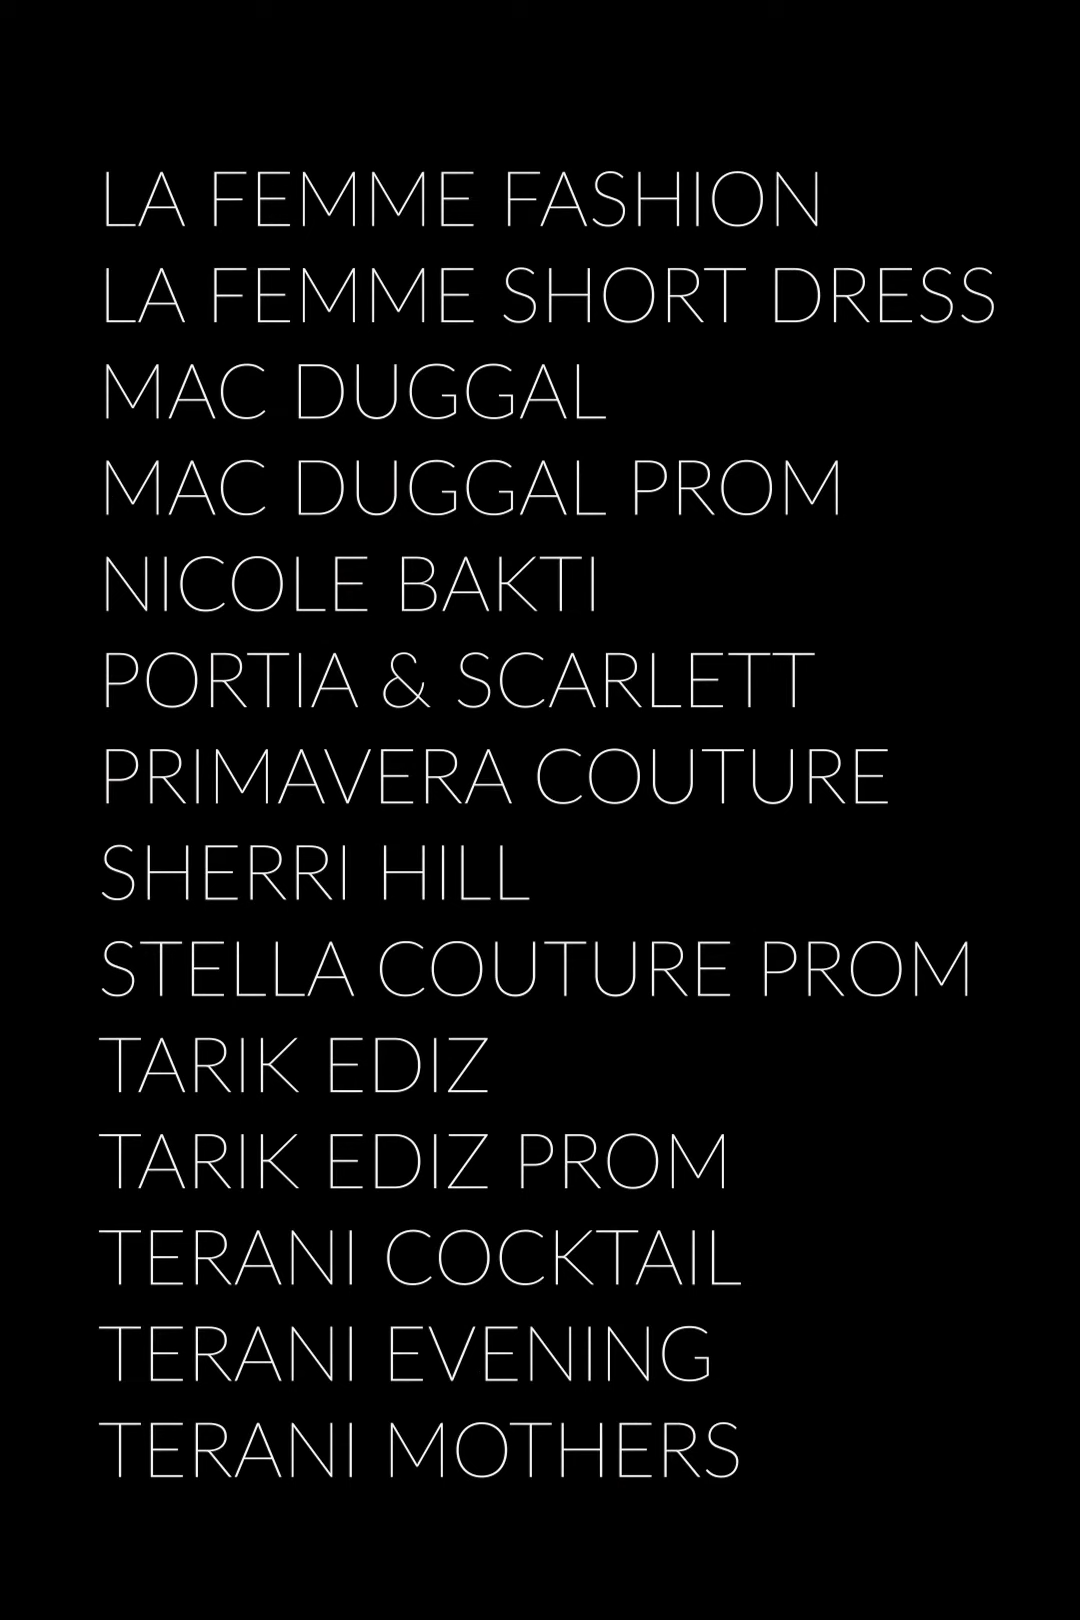 LA FEMME FASHION
LA FEMME SHORT DRESS
MAC DUGGAL
MAC DUGGAL PROM
NICOLE BAKTI
PORTIA & SCARLETT
PRIMAVERA COUTURE
SHERRI HILL
STELLA COUTURE PROM
TARIK EDIZ
TARIK EDIZ PROM
TERANI COCKTAIL
TERANI EVENING
TERANI MOTHERS